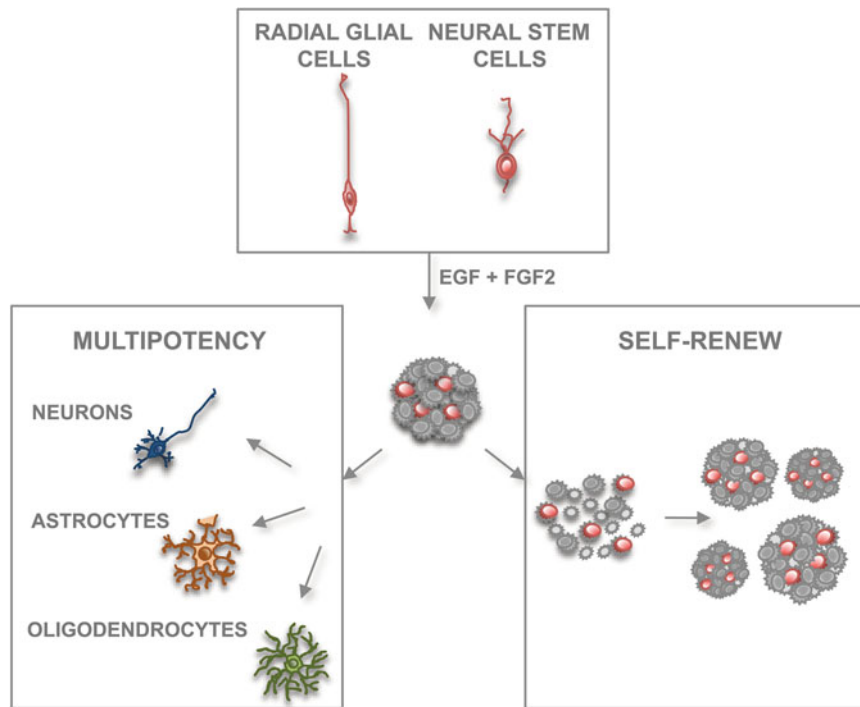 RADIAL GLIAL
CELLS
NEURAL STEM
CELLS
EGF + FGF2
MULTIPOTENCY
NEURONS
ASTROCYTES
OLIGODENDROCYTES
SELF-RENEW